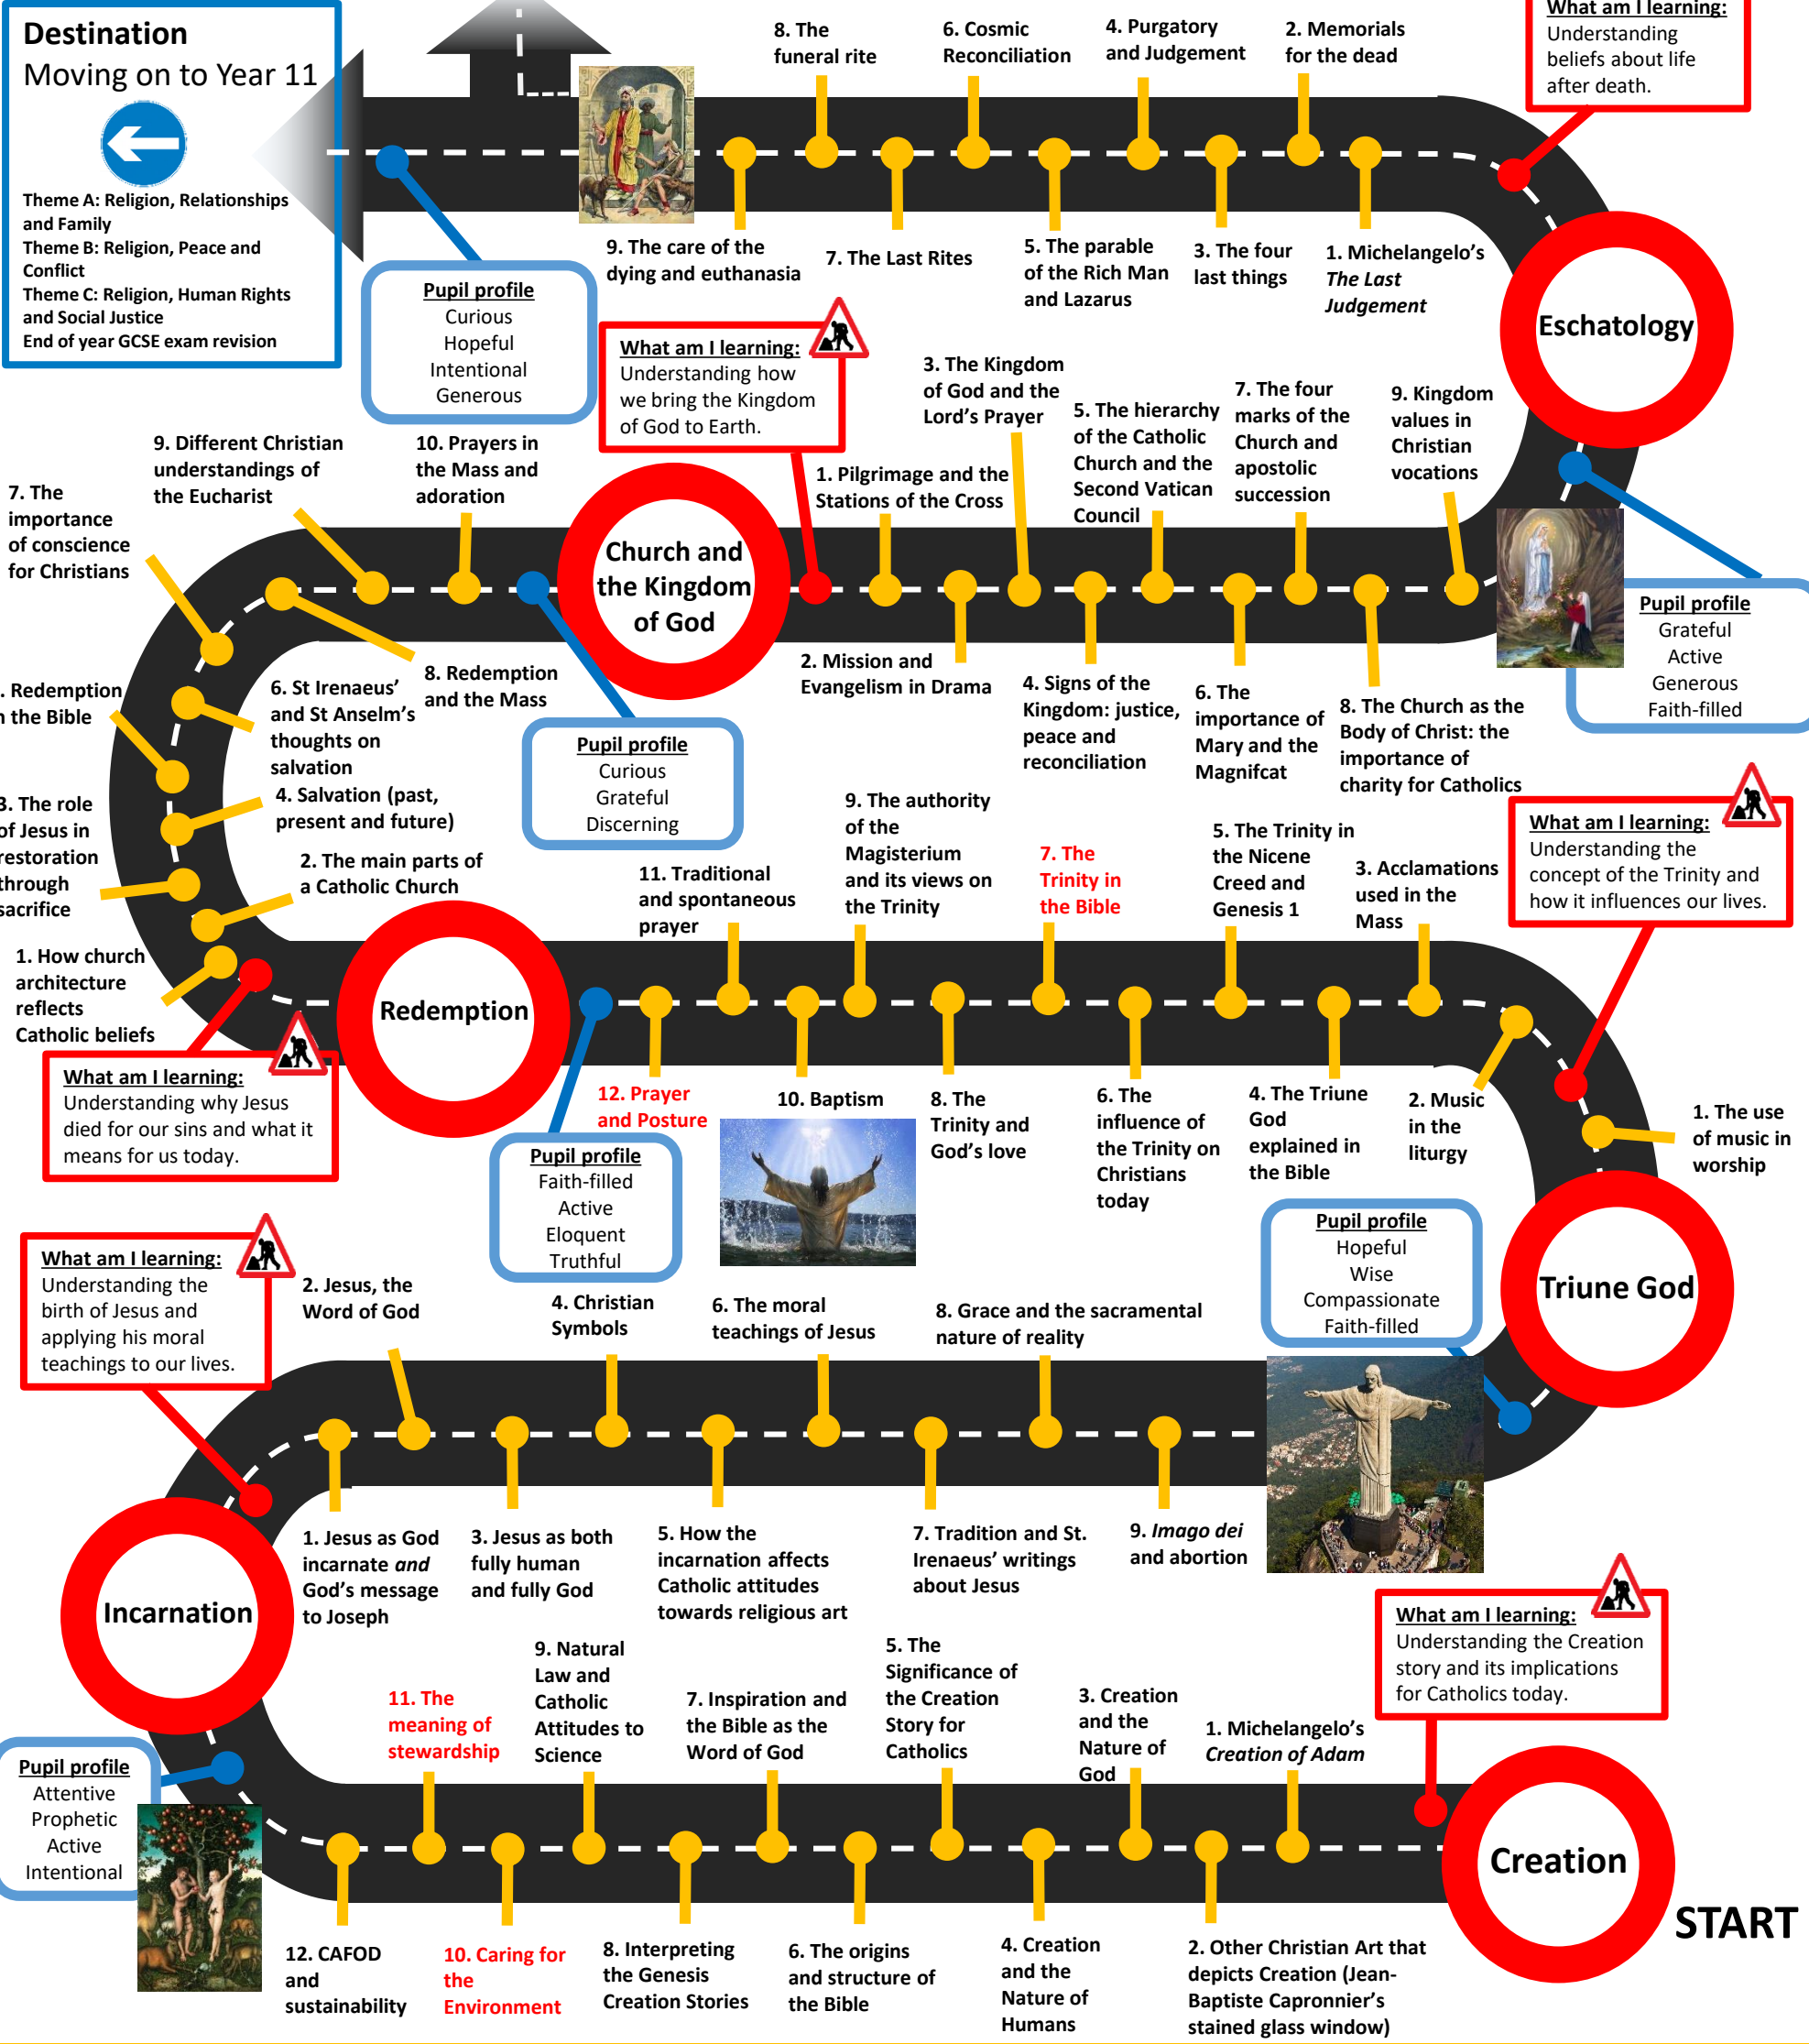 Destination
Moving on to Year 11
Theme A: Religion, Relationships
and Family
Theme B: Religion, Peace and
Conflict
Theme C: Religion, Human Rights
and Social Justice
End of year GCSE exam revision
8. The
funeral rite
6. Cosmic
Reconciliation
4. Purgatory
and Judgement
2. Memorials
for the dead
What am I learning:
Understanding
beliefs about life
after death.
9. The care of the
dying and euthanasia
7. The Last Rites
5. The parable
of the Rich Man
and Lazarus
3. The four
last things
1. Michelangelo's
The Last
Judgement
Eschatology
Pupil profile
Curious
Hopeful
Intentional
Generous
What am I learning:
Understanding how
we bring the Kingdom
of God to Earth.
3. The Kingdom
of God and the
Lord's Prayer
5. The hierarchy
of the Catholic
Church and the
Second Vatican
Council
7. The four
marks of the
Church and
apostolic
succession
9. Kingdom
values in
Christian
vocations
1. Pilgrimage and the
Stations of the Cross
9. Different Christian
understandings of
the Eucharist
10. Prayers in
the Mass and
adoration
7. The
importance
of conscience
for Christians
Church and
the Kingdom
of God
Pupil profile
Grateful
Active
Generous
Faith-filled
2. Mission and
Evangelism in Drama
4. Signs of the
Kingdom: justice,
peace and
reconciliation
6. The
importance of
Mary and the
Magnifcat
8. The Church as the
Body of Christ: the
importance of
charity for Catholics
8. Redemption
and the Mass
6. St Irenaeus'
and St Anselm's
thoughts on
salvation
. Redemption
the Bible
4. Salvation (past,
present and future)
3. The role
of Jesus in
restoration
through
sacrifice
2. The main parts of
a Catholic Church
1. How church
architecture
reflects
Catholic beliefs
Pupil profile
Curious
Grateful
Discerning
What am I learning:
Understanding why Jesus
died for our sins and what it
means for us today.
Redemption
11. Traditional
and spontaneous
prayer
9. The authority
of the
Magisterium
and its views on
the Trinity
7. The
Trinity in
the Bible
5. The Trinity in
the Nicene
Creed and
Genesis 1
3. Acclamations
used in the
Mass
What am I learning:
Understanding the
concept of the Trinity and
how it influences our lives.
12. Prayer
and Posture
10. Baptism
8. The
Trinity and
God's love
6. The
influence of
the Trinity on
Christians
today
4. The Triune
God
explained in
the Bible
2. Music
in the
liturgy
1. The use
of music in
worship
Pupil profile
Faith-filled
Active
Eloquent
Truthful
Pupil profile
Hopeful
Wise
Compassionate
Faith-filled
Triune God
What am I learning:
Understanding the
birth of Jesus and
applying his moral
teachings to our lives.
2. Jesus, the
Word of God
4. Christian
Symbols
6. The moral
teachings of Jesus
8. Grace and the sacramental
nature of reality
1. Jesus as God
incarnate and
God's message
to Joseph
3. Jesus as both
fully human
and fully God
5. How the
incarnation affects
Catholic attitudes
towards religious art
7. Tradition and St.
Irenaeus' writings
about Jesus
9. Imago dei
and abortion
Incarnation
What am I learning:
Understanding the Creation
story and its implications
for Catholics today.
11. The
meaning of
stewardship
9. Natural
Law and
Catholic
Attitudes to
Science
7. Inspiration and
the Bible as the
Word of God
5. The
Significance of
the Creation
Story for
Catholics
3. Creation
and the
Nature of
God
1. Michelangelo's
Creation of Adam
Pupil profile
Attentive
Prophetic
Active
Intentional
Creation
START
12. CAFOD
and
sustainability
10. Caring for
the
Environment
8. Interpreting
the Genesis
Creation Stories
6. The origins
and structure of
the Bible
4. Creation
and the
Nature of
Humans
2. Other Christian Art that
depicts Creation (Jean-
Baptiste Capronnier's
stained glass window)